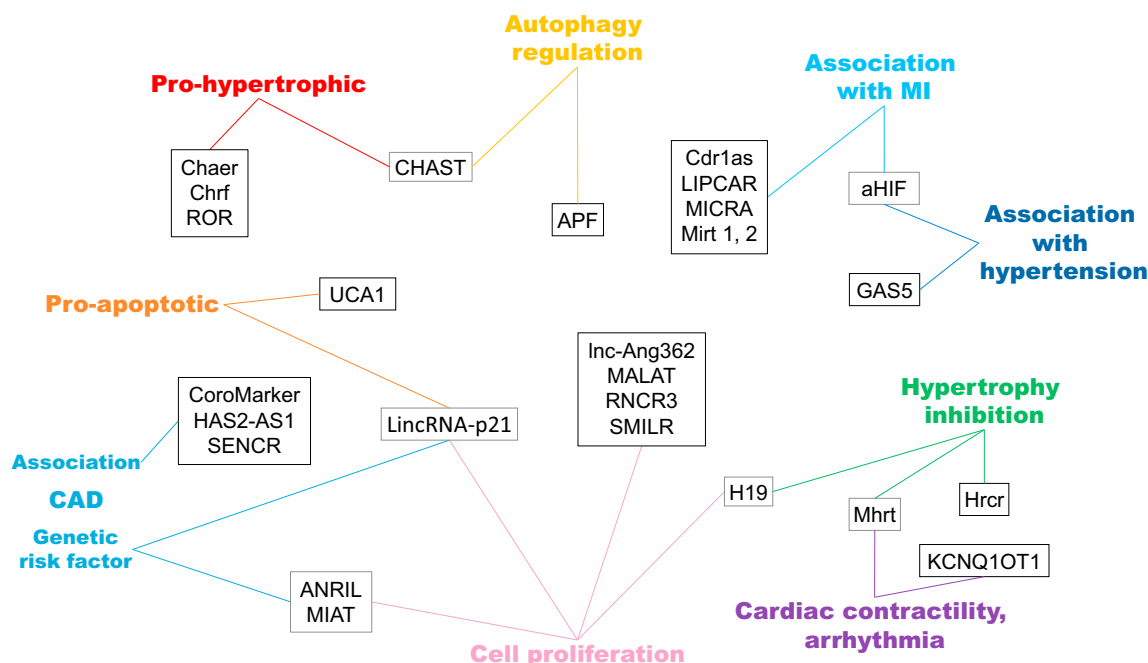 Autophagy
regulation
Pro-hypertrophic
Association
with MI
Chaer
Chrf
ROR
CHAST
APF
Cdr1as
LIPCAR
MICRA
Mirt 1, 2
aHIF
Association
with
hypertension
GAS5
Pro-apoptotic
UCA1
lnc-Ang362
MALAT
RNCR3
SMILR
CoroMarker
HAS2-AS1
SENCR
LincRNA-p21
Hypertrophy
inhibition
Association
CAD
Genetic
risk factor
H19
Mhrt
Hrcr
KCNQ1OT1
ANRIL
MIAT
Cardiac contractility,
arrhythmia
Cell proliferation